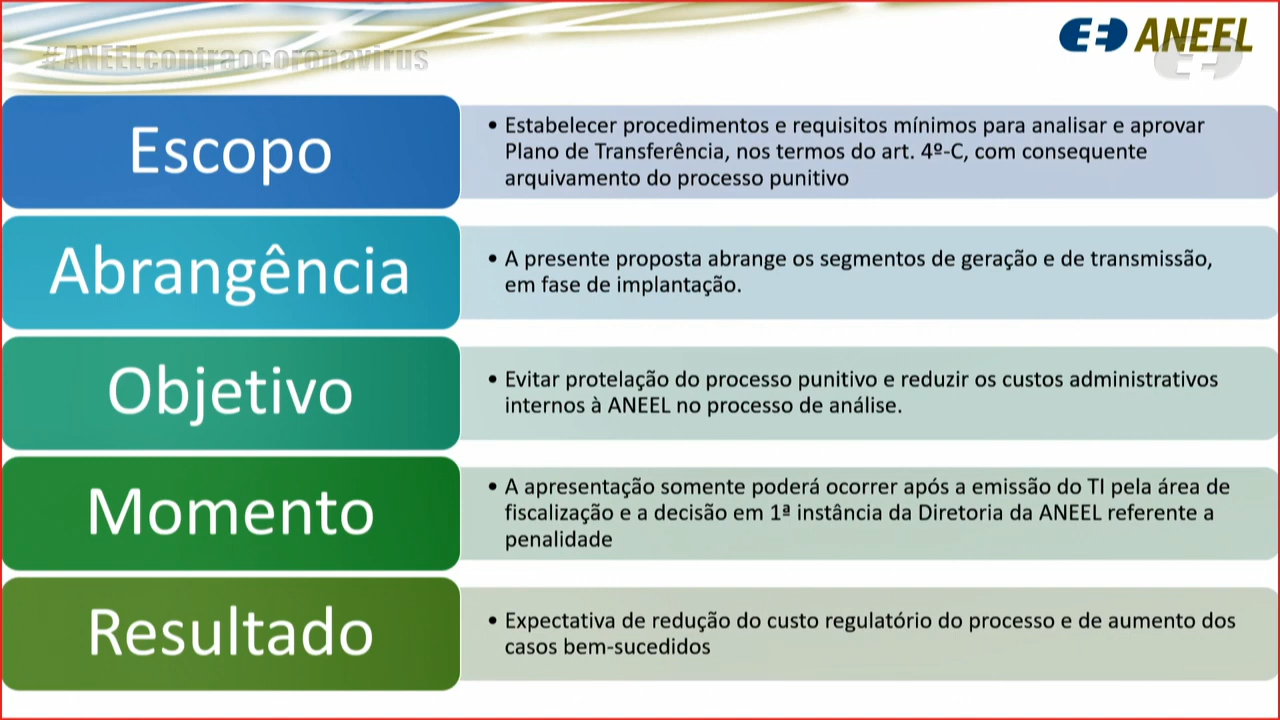 #ANEELcontraocoronavirus
ANEEL
Escopo
• Estabelecer procedimentos e requisitos mínimos para analisar e aprovar
Plano de Transferência, nos termos do art. 4º-C, com consequente
arquivamento do processo punitivo
Abrangência
• A presente proposta abrange os segmentos de geração e de transmissão,
em fase de implantação.
Objetivo
• Evitar protelação do processo punitivo e reduzir os custos administrativos
internos à ANEEL no processo de análise.
Momento
• A apresentação somente poderá ocorrer após a emissão do TI pela área de
fiscalização e a decisão em 1ª instância da Diretoria da ANEEL referente a
penalidade
Resultado
• Expectativa de redução do custo regulatório do processo e de aumento dos
casos bem-sucedidos